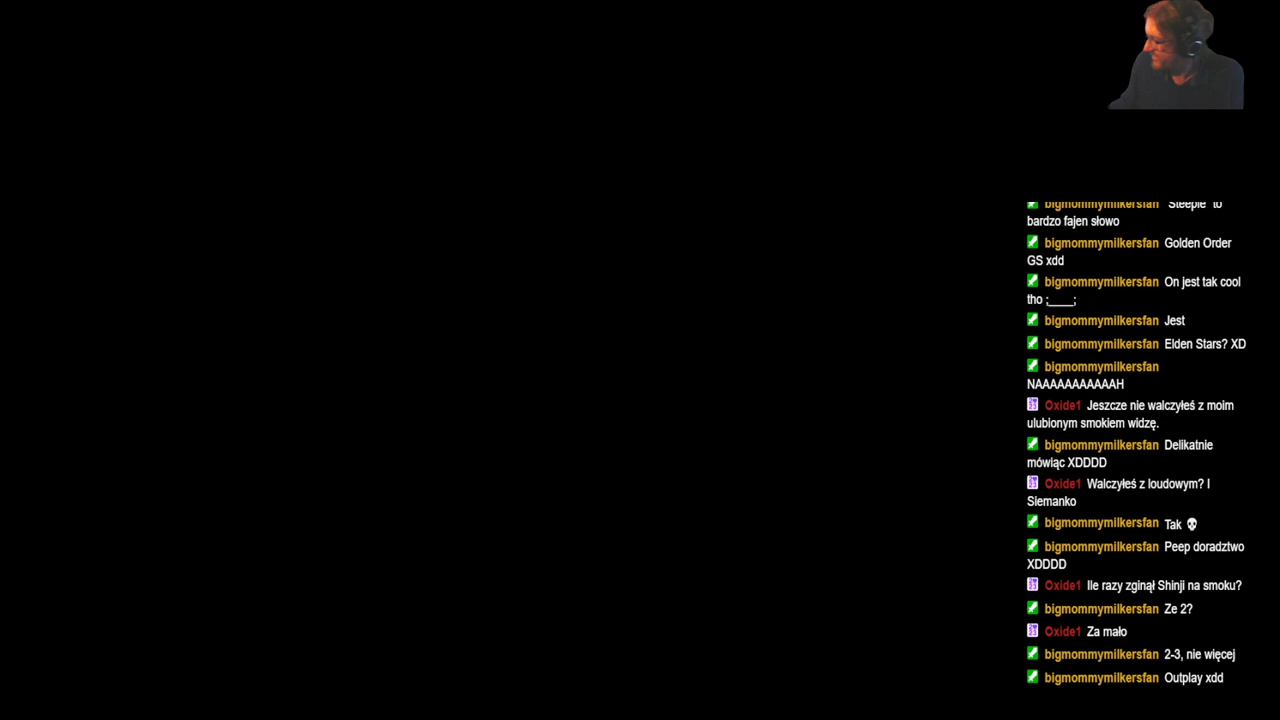 bigmommymilkersfan "Steepie" to
bardzo fajen słowo
bigmommymilkersfan Golden Order
GS xdd
bigmommymilkersfan On jest tak cool
tho ;____;
bigmommymilkersfan Jest
bigmommymilkersfan Elden Stars? XD
bigmommymilkersfan
NAAAAAAAAAAAH
Oxide1 Jeszcze nie walczyłeś z moim
ulubionym smokiem widzę.
bigmommymilkersfan Delikatnie
mówiąc XDDDD
Oxide1 Walczyłeś z loudowym? I
Siemanko
bigmommymilkersfan Tak 💀
bigmommymilkersfan Peep doradztwo
XDDDD
Oxide1 Ile razy zginął Shinji na smoku?
bigmommymilkersfan Ze 2?
Oxide1 Za mało
bigmommymilkersfan 2-3, nie więcej
bigmommymilkersfan Outplay xdd